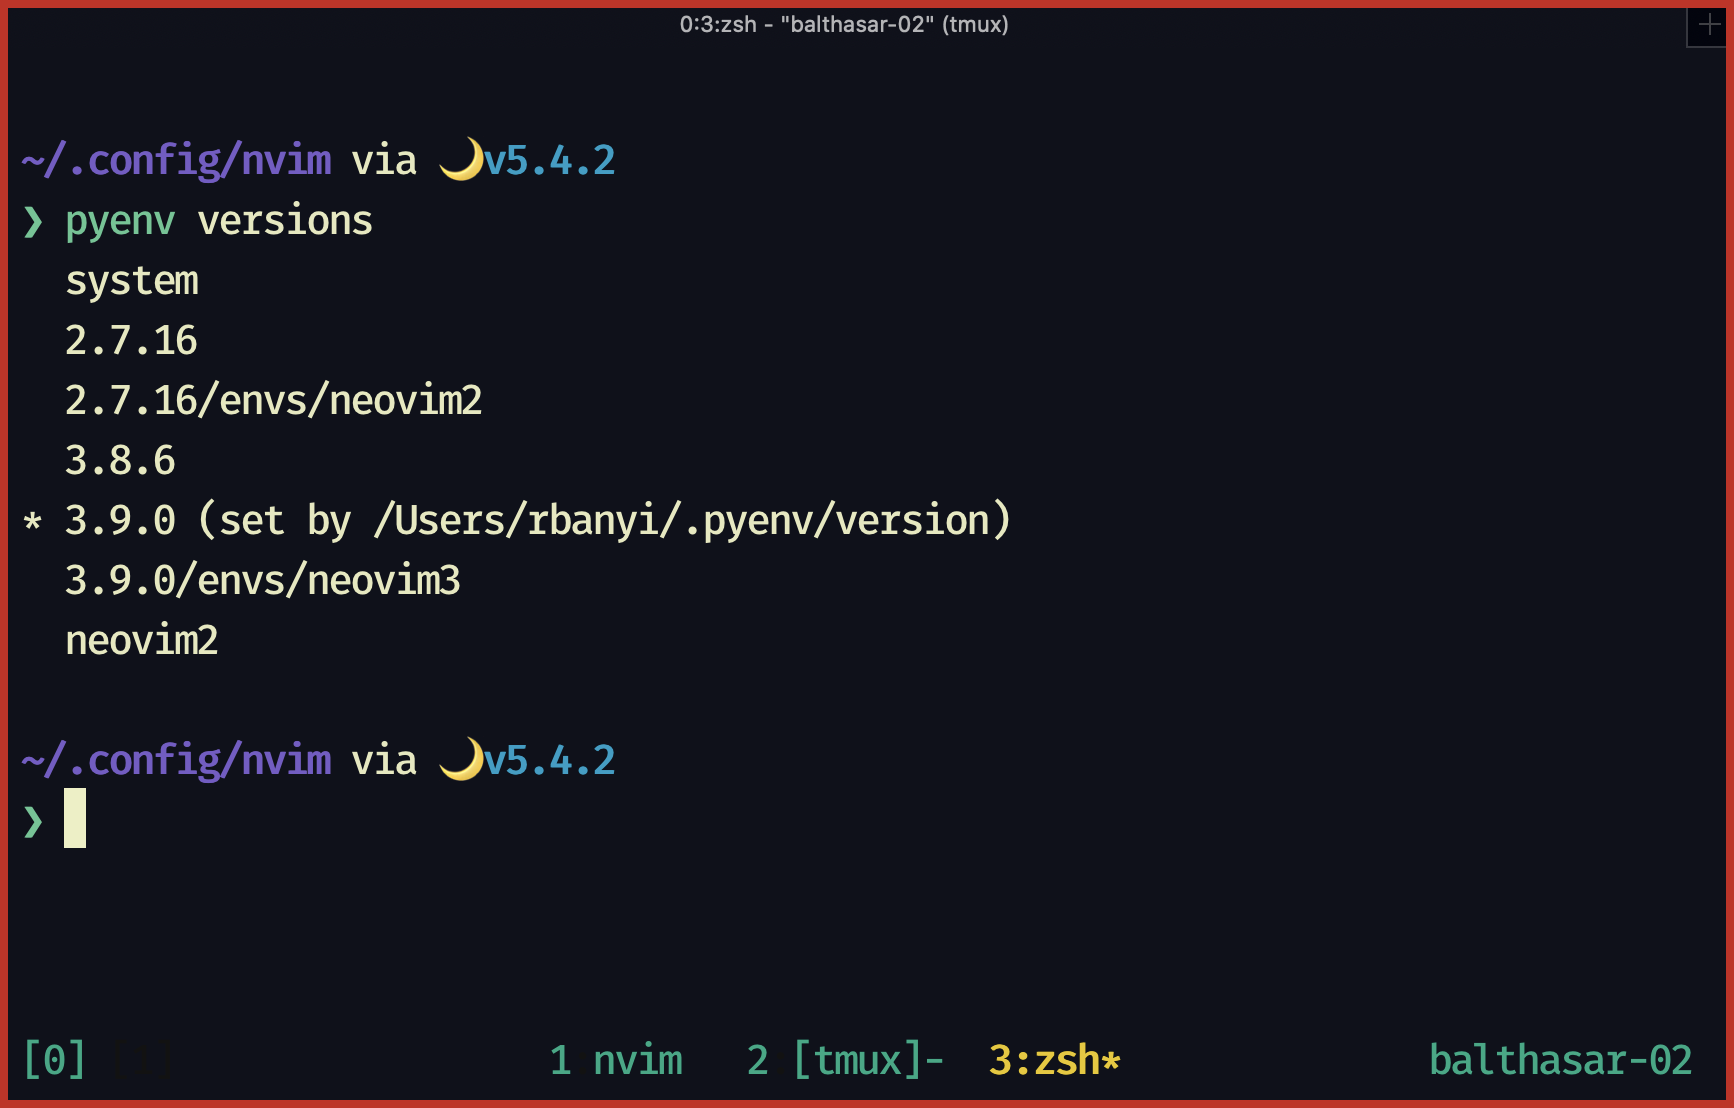 0:3:zsh - "balthasar-02" (tmux)
~/.config/nvim via 🌙v5.4.2
❯ pyenv versions
  system
  2.7.16
  2.7.16/envs/neovim2
  3.8.6
* 3.9.0 (set by /Users/rbanyi/.pyenv/version)
  3.9.0/envs/neovim3
  neovim2
~/.config/nvim via 🌙v5.4.2
❯
[0] 1 nvim 2 [tmux]- 3:zsh* balthasar-02